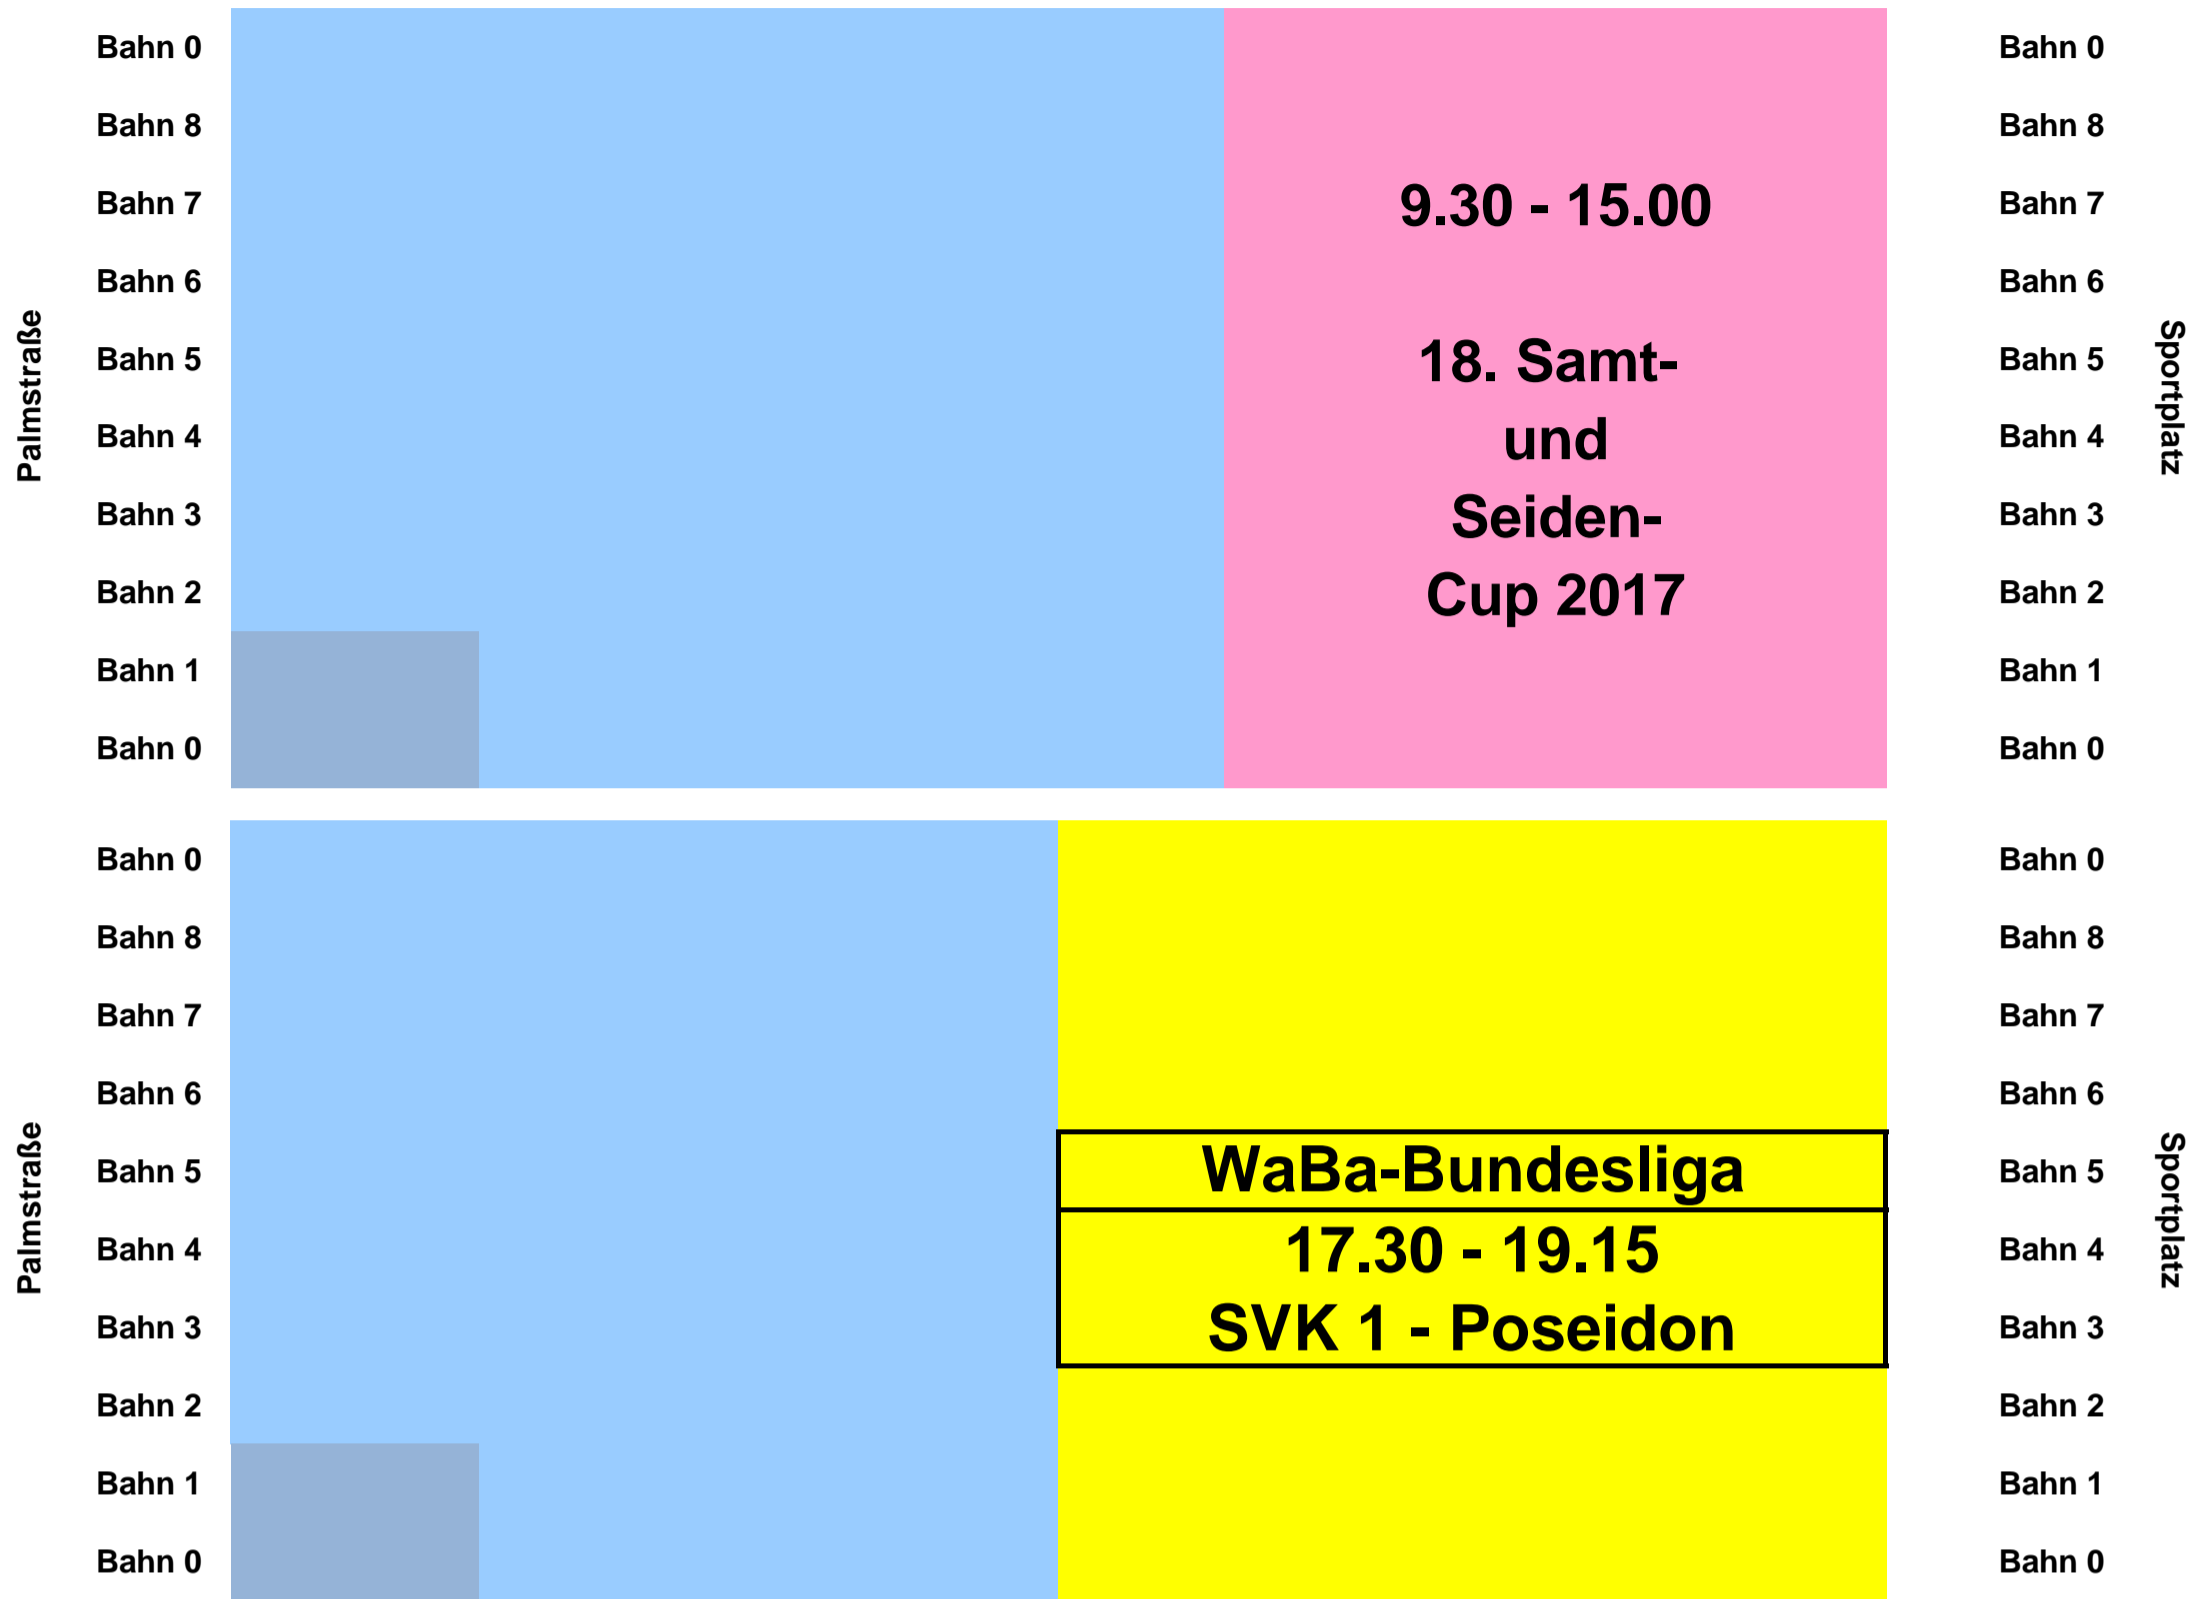 Bahn 0 Bahn 0
Bahn 8 Bahn 8
Bahn 7 9.30 - 15.00 Bahn 7
Bahn 6 Bahn 6
Palmstraße Bahn 5 18. Samt- Bahn 5 Sportplatz
Bahn 4 und Bahn 4
Bahn 3 Seiden- Bahn 3
Bahn 2 Cup 2017 Bahn 2
Bahn 1 Bahn 1
Bahn 0 Bahn 0
Bahn 0 Bahn 0
Bahn 8 Bahn 8
Bahn 7 Bahn 7
Bahn 6 Bahn 6
Palmstraße Bahn 5 WaBa-Bundesliga Bahn 5 Sportplatz
Bahn 4 17.30 - 19.15 Bahn 4
Bahn 3 SVK 1 - Poseidon Bahn 3
Bahn 2 Bahn 2
Bahn 1 Bahn 1
Bahn 0 Bahn 0